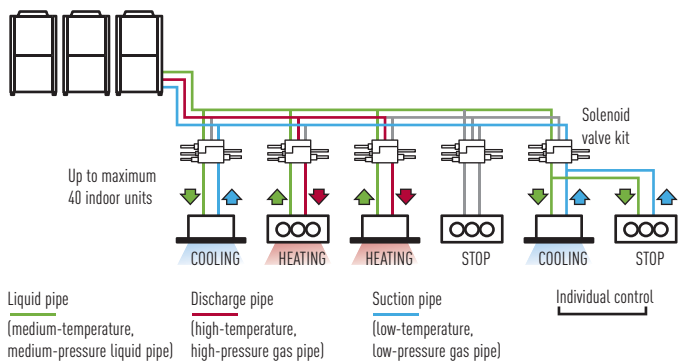 Solenoid
valve kit
Up to maximum
40 indoor units
COOLING
HEATING
HEATING
STOP
COOLING
STOP
Liquid pipe
(medium-temperature,
medium-pressure liquid pipe)
Discharge pipe
(high-temperature,
high-pressure gas pipe)
Suction pipe
(low-temperature,
low-pressure gas pipe)
Individual control